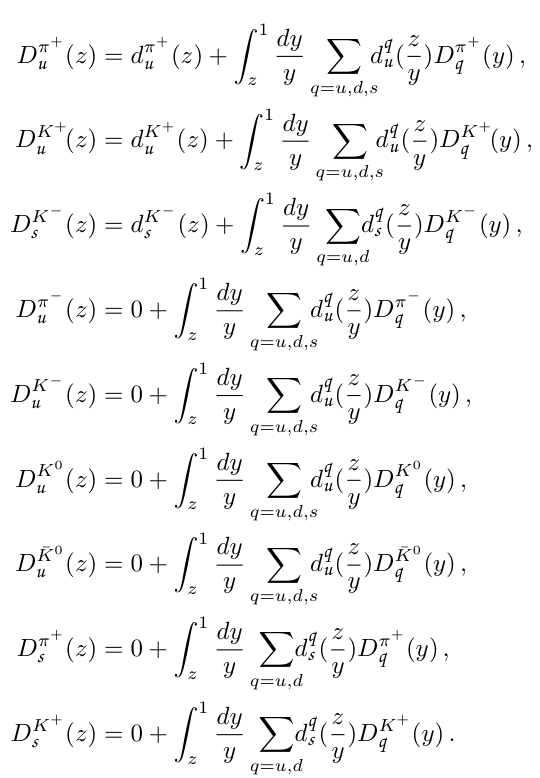 $D_u^{\pi^+}(z) = d_u^{\pi^+}(z) + \int_z^1 \frac{dy}{y} \sum_{q=u,d,s} d_u^q(\frac{z}{y}) D_q^{\pi^+}(y)\,,$
$D_u^{K^+}(z) = d_u^{K^+}(z) + \int_z^1 \frac{dy}{y} \sum_{q=u,d,s} d_u^q(\frac{z}{y}) D_q^{K^+}(y)\,,$
$D_s^{K^-}(z) = d_s^{K^-}(z) + \int_z^1 \frac{dy}{y} \sum_{q=u,d} d_s^q(\frac{z}{y}) D_q^{K^-}(y)\,,$
$D_u^{\pi^-}(z) = 0 + \int_z^1 \frac{dy}{y} \sum_{q=u,d,s} d_u^q(\frac{z}{y}) D_q^{\pi^-}(y)\,,$
$D_u^{K^-}(z) = 0 + \int_z^1 \frac{dy}{y} \sum_{q=u,d,s} d_u^q(\frac{z}{y}) D_q^{K^-}(y)\,,$
$D_u^{K^0}(z) = 0 + \int_z^1 \frac{dy}{y} \sum_{q=u,d,s} d_u^q(\frac{z}{y}) D_q^{K^0}(y)\,,$
$D_u^{\bar{K}^0}(z) = 0 + \int_z^1 \frac{dy}{y} \sum_{q=u,d,s} d_u^q(\frac{z}{y}) D_q^{\bar{K}^0}(y)\,,$
$D_s^{\pi^+}(z) = 0 + \int_z^1 \frac{dy}{y} \sum_{q=u,d} d_s^q(\frac{z}{y}) D_q^{\pi^+}(y)\,,$
$D_s^{K^+}(z) = 0 + \int_z^1 \frac{dy}{y} \sum_{q=u,d} d_s^q(\frac{z}{y}) D_q^{K^+}(y)\,.$